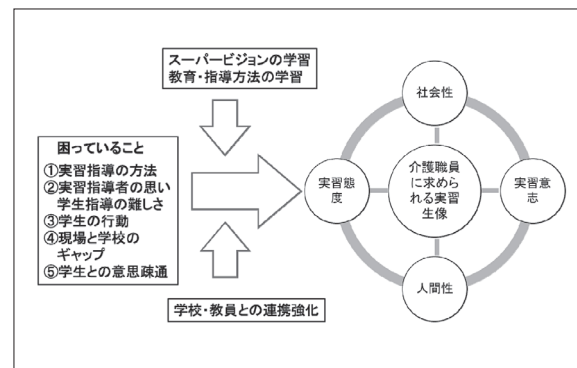 スーパービジョンの学習
教育・指導方法の学習
困っていること
①実習指導の方法
②実習指導者の思い
学生指導の難しさ
③学生の行動
④現場と学校の
ギャップ
⑤学生との意思疎通
学校・教員との連携強化
社会性
実習態
度
介護職員
に求めら
れる実習
生像
実習意
志
人間性